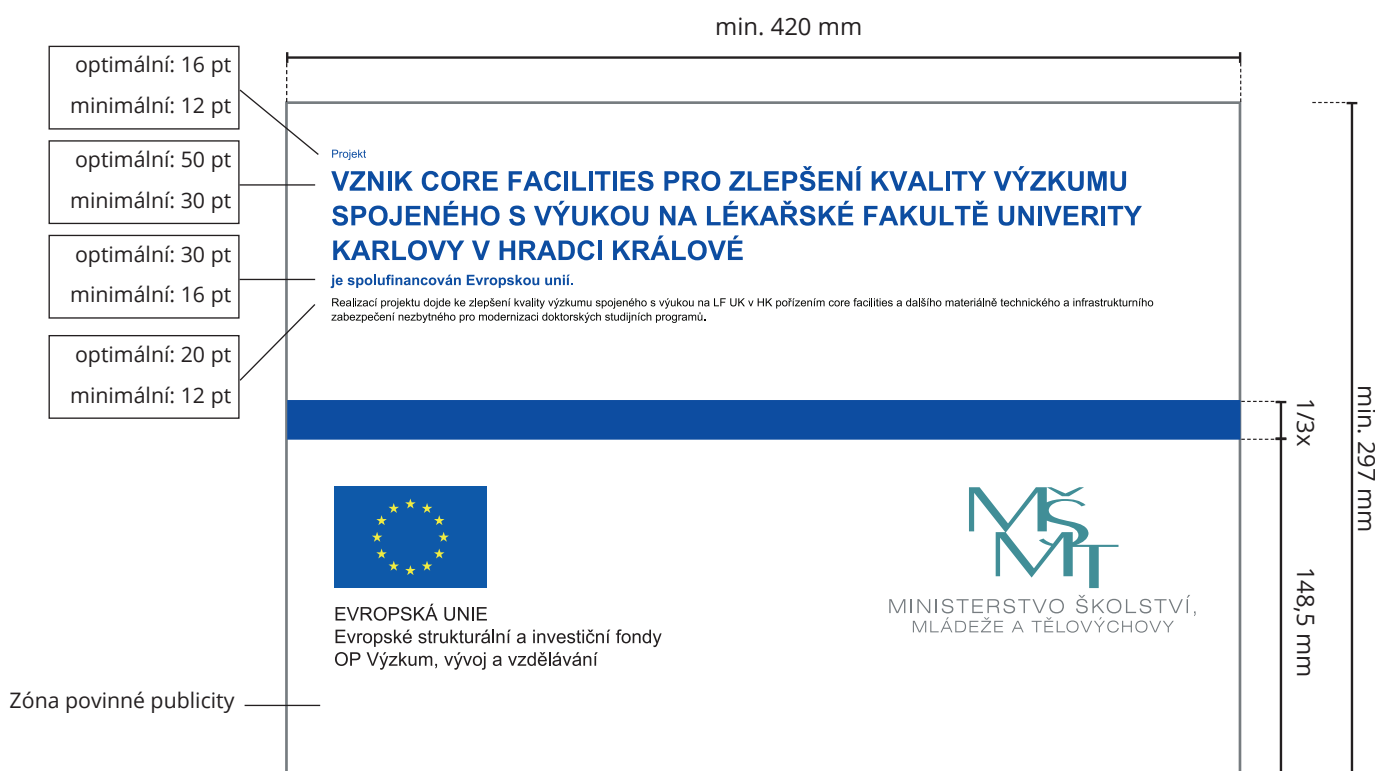 min. 420 mm
optimální: 16 pt
minimální: 12 pt
optimální: 50 pt
minimální: 30 pt
optimální: 30 pt
minimální: 16 pt
optimální: 20 pt
minimální: 12 pt
Projekt
VZNIK CORE FACILITIES PRO ZLEPŠENÍ KVALITY VÝZKUMU
SPOJENÉHO S VÝUKOU NA LÉKAŘSKÉ FAKULTĚ UNIVERITY
KARLOVY V HRADCI KRÁLOVÉ
je spolufinancován Evropskou unií.
Realizací projektu dojde ke zlepšení kvality výzkumu spojeného s výukou na LF UK v HK pořízením core facilities a dalšího materiálně technického a infrastrukturního
zabezpečení nezbytného pro modernizaci doktorských studijních programů.
1/3x
min. 297 mm
148,5 mm
EVROPSKÁ UNIE
Evropské strukturální a investiční fondy
OP Výzkum, vývoj a vzdělávání
MŠMT
MINISTERSTVO ŠKOLSTVÍ,
MLÁDEŽE A TĚLOVÝCHOVY
Zóna povinné publicity